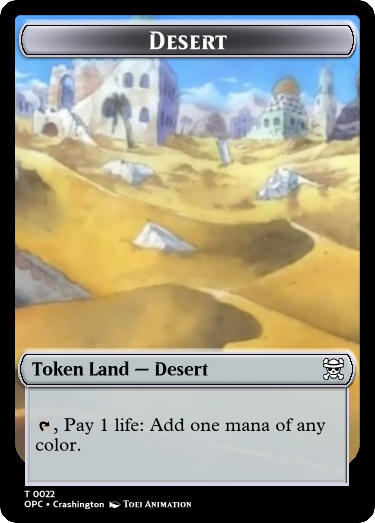 Desert
Token Land — Desert
, Pay 1 life: Add one mana of any
color.
T 0022
OPC • Crashington Toei Animation